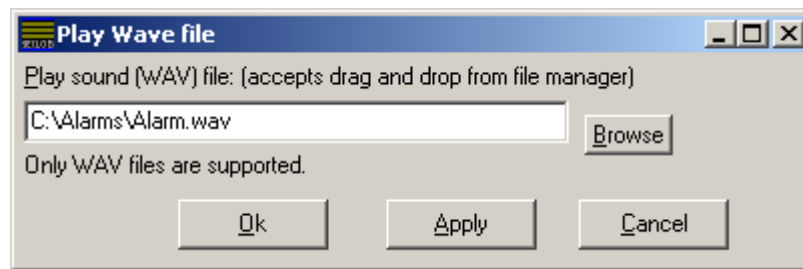 Play Wave file
Play sound (WAV) file: (accepts drag and drop from file manager)
C:\Alarms\Alarm.wav
Browse
Only WAV files are supported.
Ok Apply Cancel